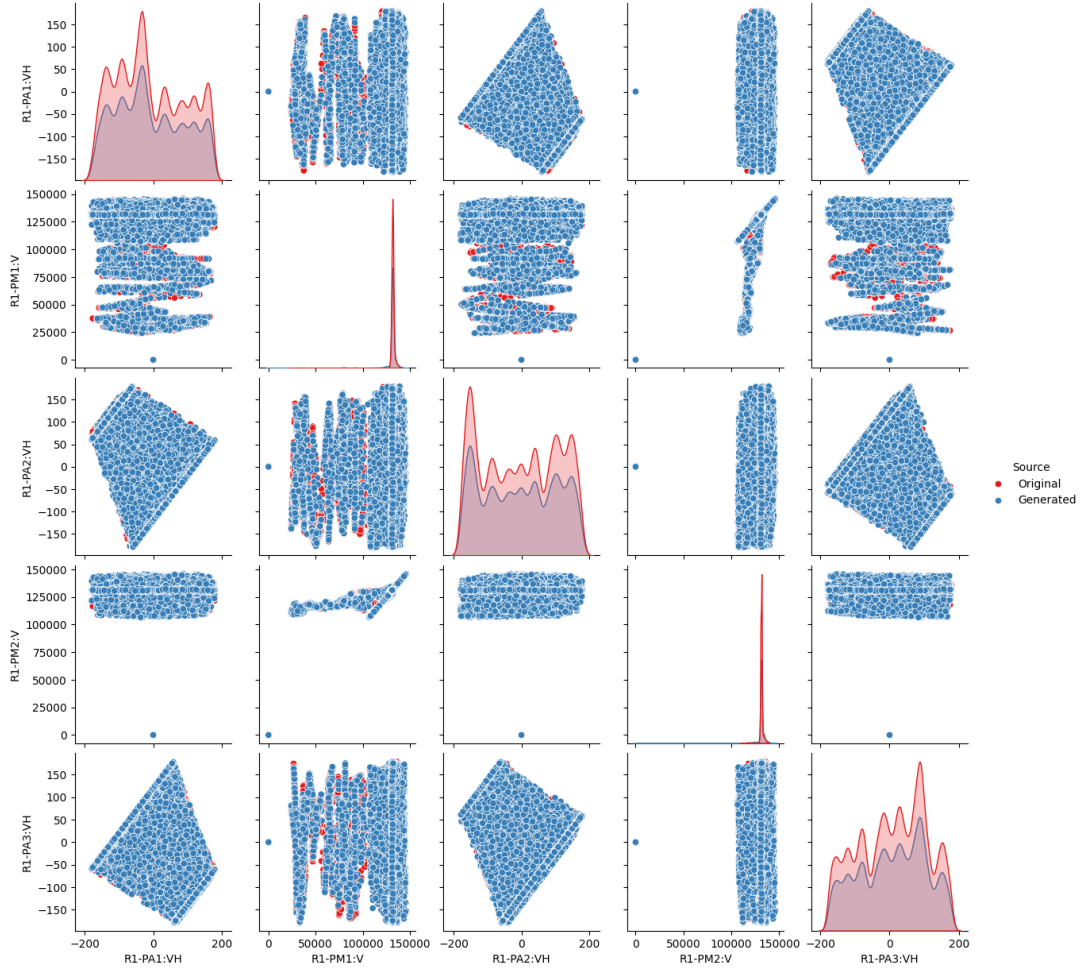 R1-PA1:VH
150
100
50
0
−50
−100
−150
R1-PM1:V
150000
125000
100000
75000
50000
25000
0
R1-PA2:VH
150
100
50
0
−50
−100
−150
Source
Original
Generated
R1-PM2:V
150000
125000
100000
75000
50000
25000
0
R1-PA3:VH
150
100
50
0
−50
−100
−150
−200 0 200
0 50000 100000 150000
−200 0 200
0 50000 100000 150000
−200 0 200
R1-PA1:VH R1-PM1:V R1-PA2:VH R1-PM2:V R1-PA3:VH